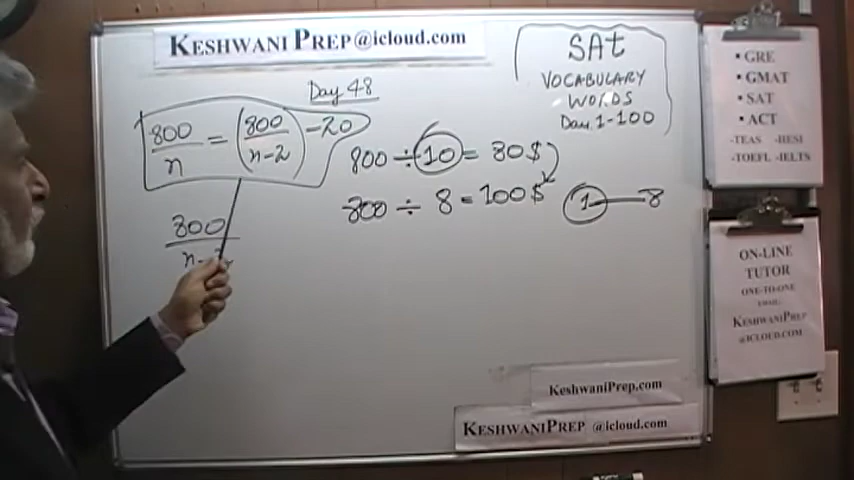 KESHWANI PREP@icloud.com
Day 48
800/n = (800/n-2) -20
800 ÷ 10 = 80$
800 ÷ 8 = 100$
1 — 8
800
n-
SAt
VOCABULARY
WORDS
Day 1-100
• GRE
• GMAT
• SAT
• ACT
-TEAS -HESI
-TOEFL -IELTS
ON-LINE
TUTOR
ONE-TO-ONE
EMAIL:
KESHWANIPREP
@ICLOUD.COM
KeshwaniPrep.com
KESHWANIPREP @icloud.com